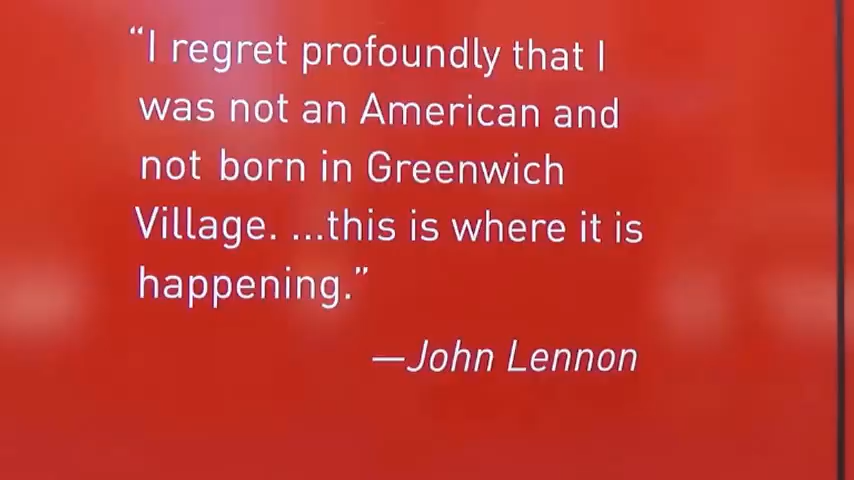 “I regret profoundly that I
was not an American and
not born in Greenwich
Village. ...this is where it is
happening.”
—John Lennon